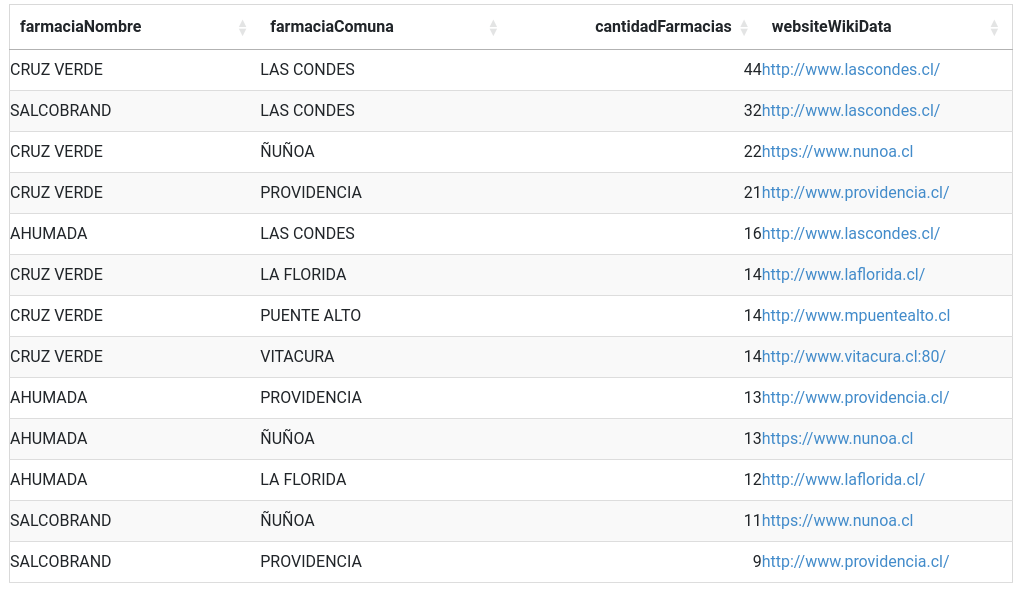 farmaciaNombre farmaciaComuna cantidadFarmacias websiteWikiData
CRUZ VERDE LAS CONDES 44 http://www.lascondes.cl/
SALCOBRAND LAS CONDES 32 http://www.lascondes.cl/
CRUZ VERDE ÑUÑOA 22 https://www.nunoa.cl
CRUZ VERDE PROVIDENCIA 21 http://www.providencia.cl/
AHUMADA LAS CONDES 16 http://www.lascondes.cl/
CRUZ VERDE LA FLORIDA 14 http://www.laflorida.cl/
CRUZ VERDE PUENTE ALTO 14 http://www.mpuentealto.cl
CRUZ VERDE VITACURA 14 http://www.vitacura.cl:80/
AHUMADA PROVIDENCIA 13 http://www.providencia.cl/
AHUMADA ÑUÑOA 13 https://www.nunoa.cl
AHUMADA LA FLORIDA 12 http://www.laflorida.cl/
SALCOBRAND ÑUÑOA 11 https://www.nunoa.cl
SALCOBRAND PROVIDENCIA 9 http://www.providencia.cl/